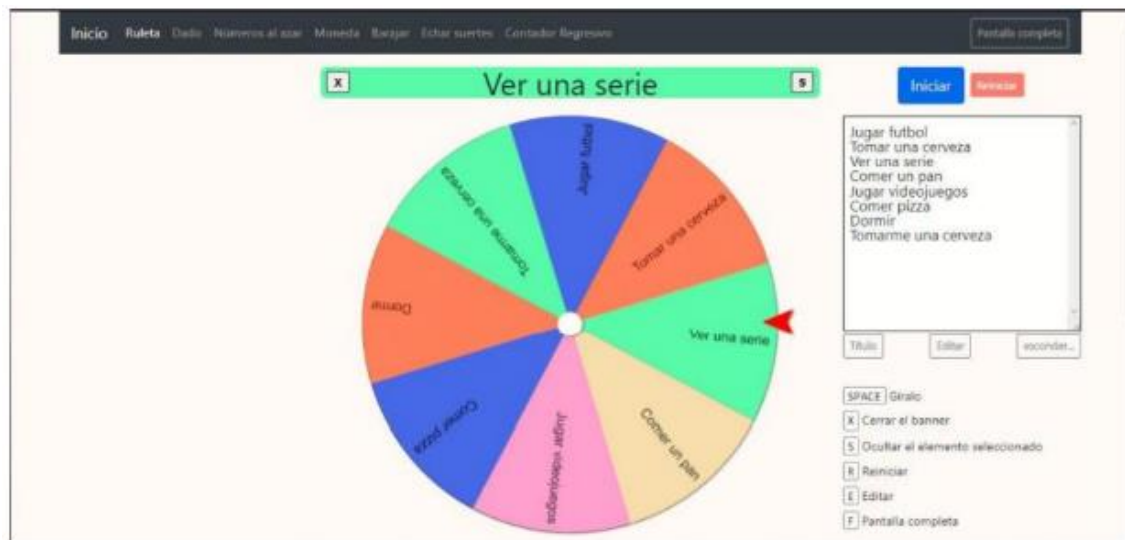 Inicio Ruleta Dado Números al azar Moneda Barajar Echar suertes Contador Regresivo Pantalla completa
X Ver una serie S
Iniciar Reiniciar
Jugar futbol
Tomar una cerveza
Ver una serie
Comer un pan
Jugar videojuegos
Comer pizza
Dormir
Tomarme una cerveza
Jugar futbol
Tomar una cerveza
Ver una serie
Comer un pan
Jugar videojuegos
Comer pizza
Dormir
Tomarme una cerveza
Título Editar
SPACE Gíralo
X Cerrar el banner
S Ocultar el elemento seleccionado
R Reiniciar
E Editar
F Pantalla completa